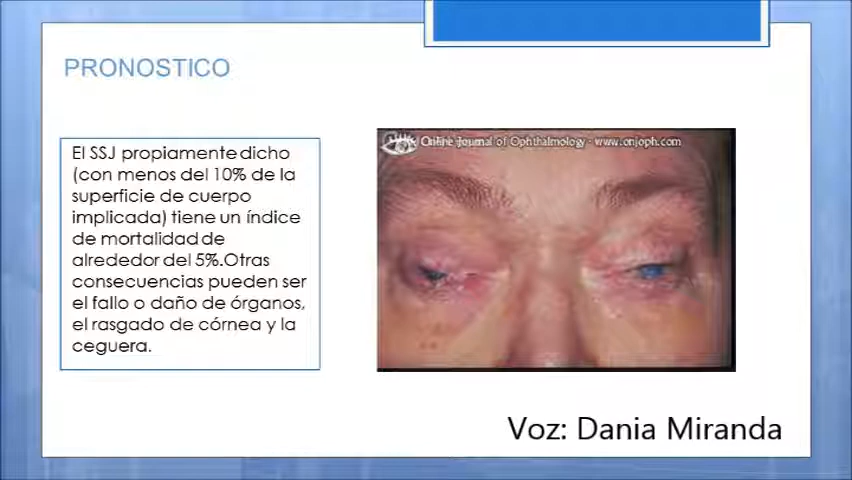 PRONOSTICO
El SSJ propiamente dicho
(con menos del 10% de la
superficie de cuerpo
implicada) tiene un índice
de mortalidad de
alrededor del 5%.Otras
consecuencias pueden ser
el fallo o daño de órganos,
el rasgado de córnea y la
ceguera.
Online Journal of Ophthalmology - www.onjoph.com
Voz: Dania Miranda